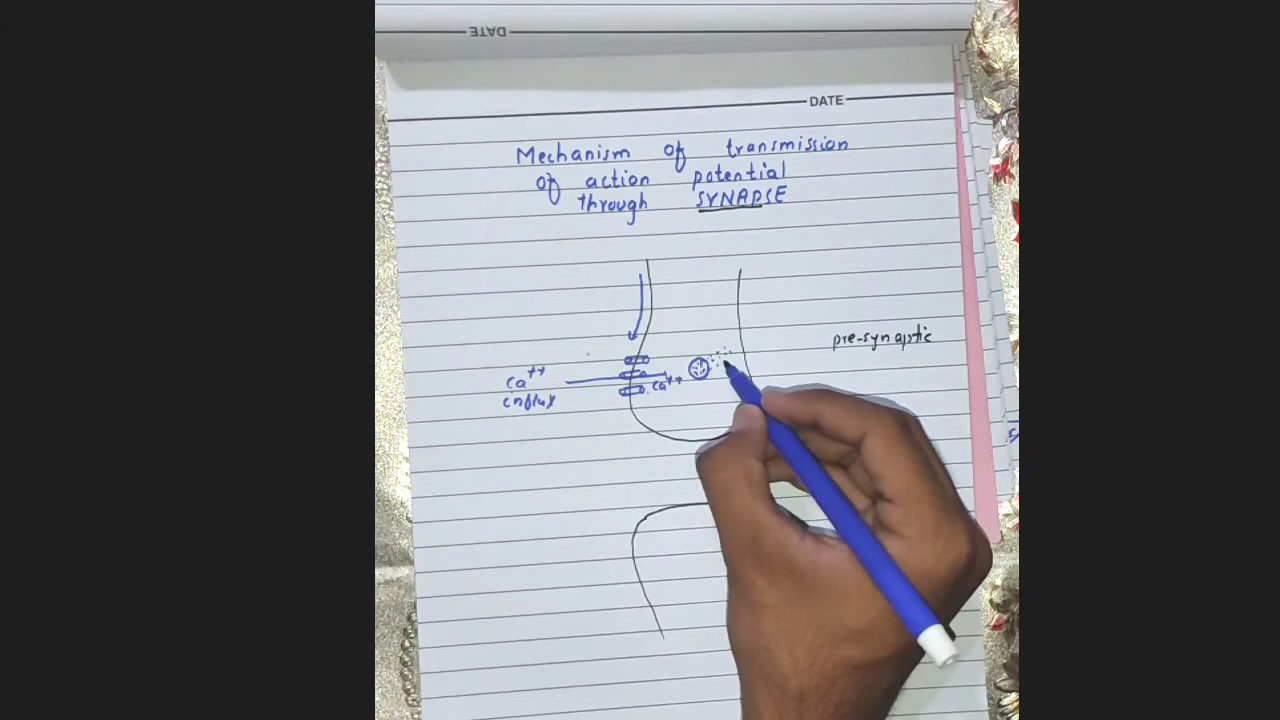 DATE
DATE
Mechanism of transmission
of action potential
through SYNAPSE
pre-synaptic
Ca++
influx
Ca++